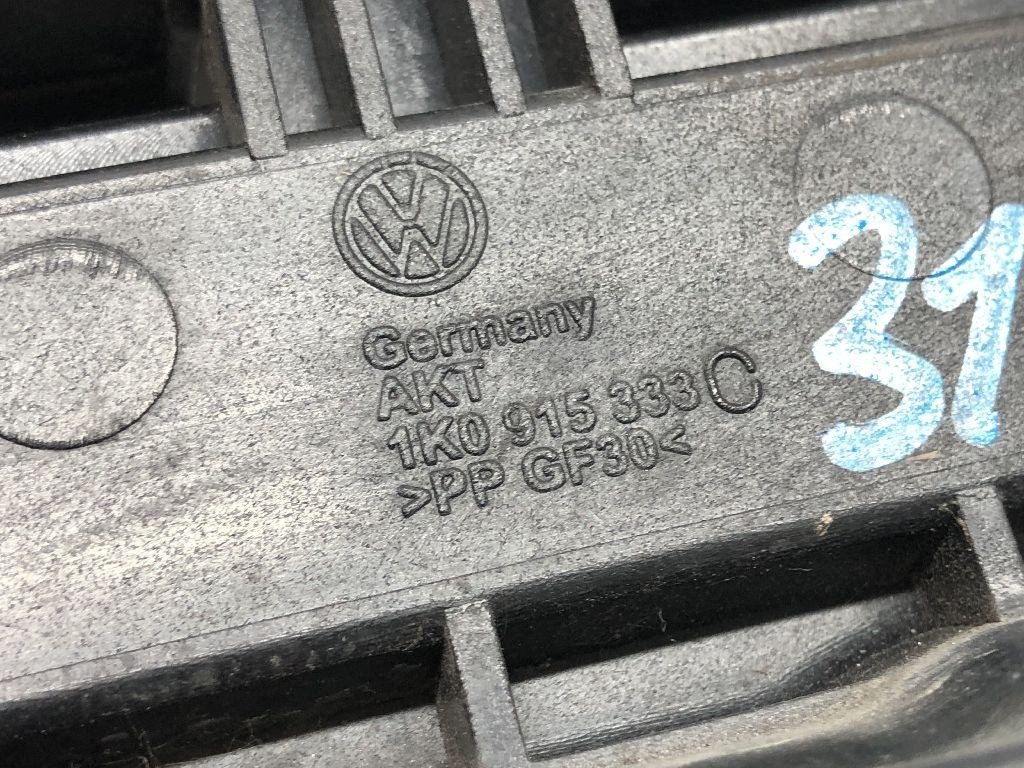 Germany
AKT
1K0 915 333 C
>PP GF30<
31